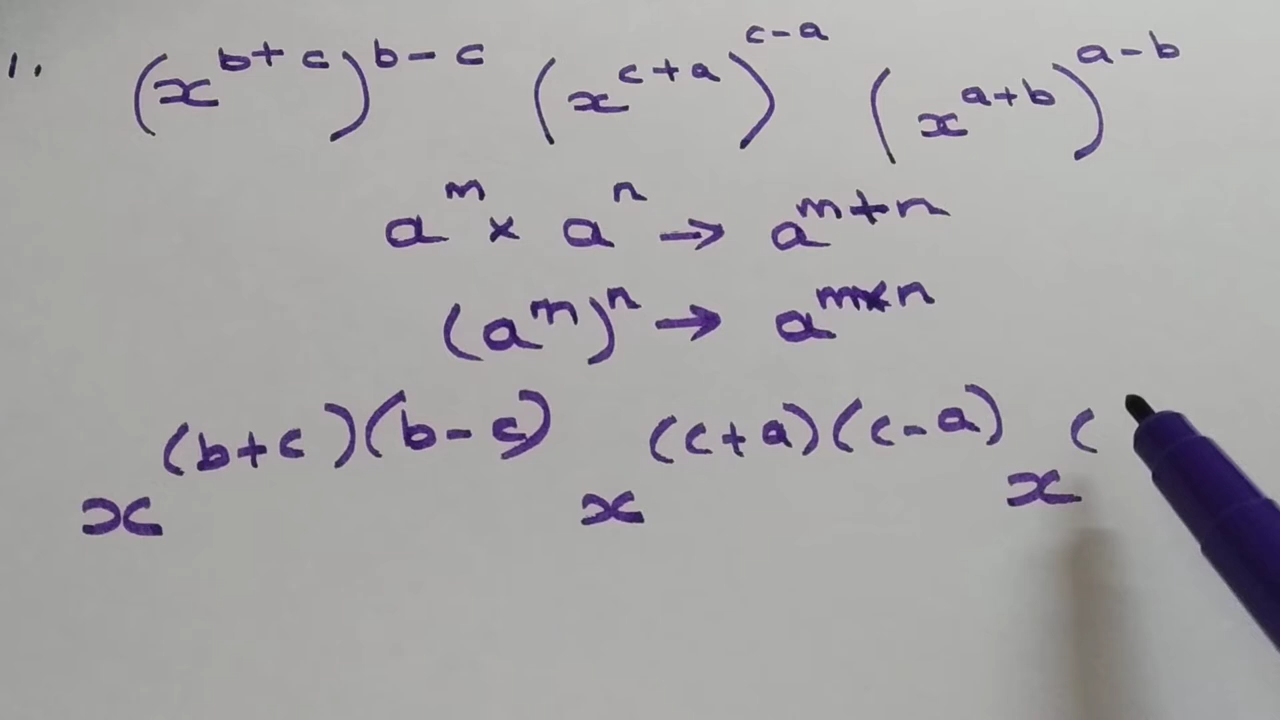 1. (x^{b+c})^{b-c} (x^{c+a})^{c-a} (x^{a+b})^{a-b}
a^m × a^n → a^{m+n}
(a^m)^n → a^{m×n}
x^{(b+c)(b-c)} x^{(c+a)(c-a)} x^{(}